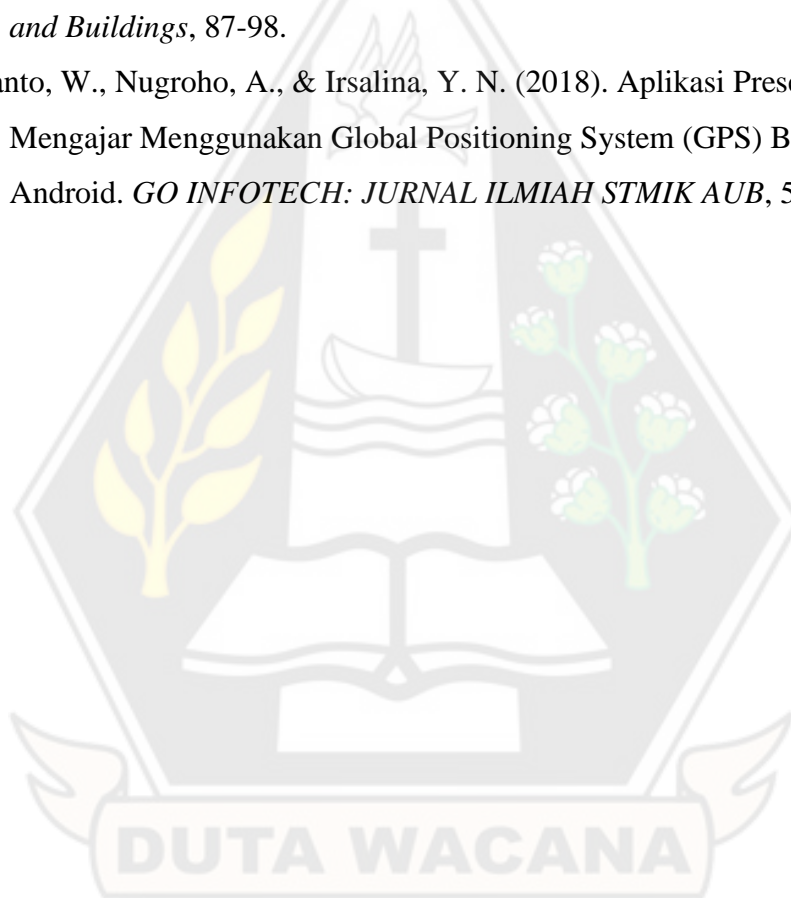 and Buildings, 87-98.
anto, W., Nugroho, A., & Irsalina, Y. N. (2018). Aplikasi Prese
Mengajar Menggunakan Global Positioning System (GPS) B
Android. GO INFOTECH: JURNAL ILMIAH STMIK AUB, 5
DUTA WACANA